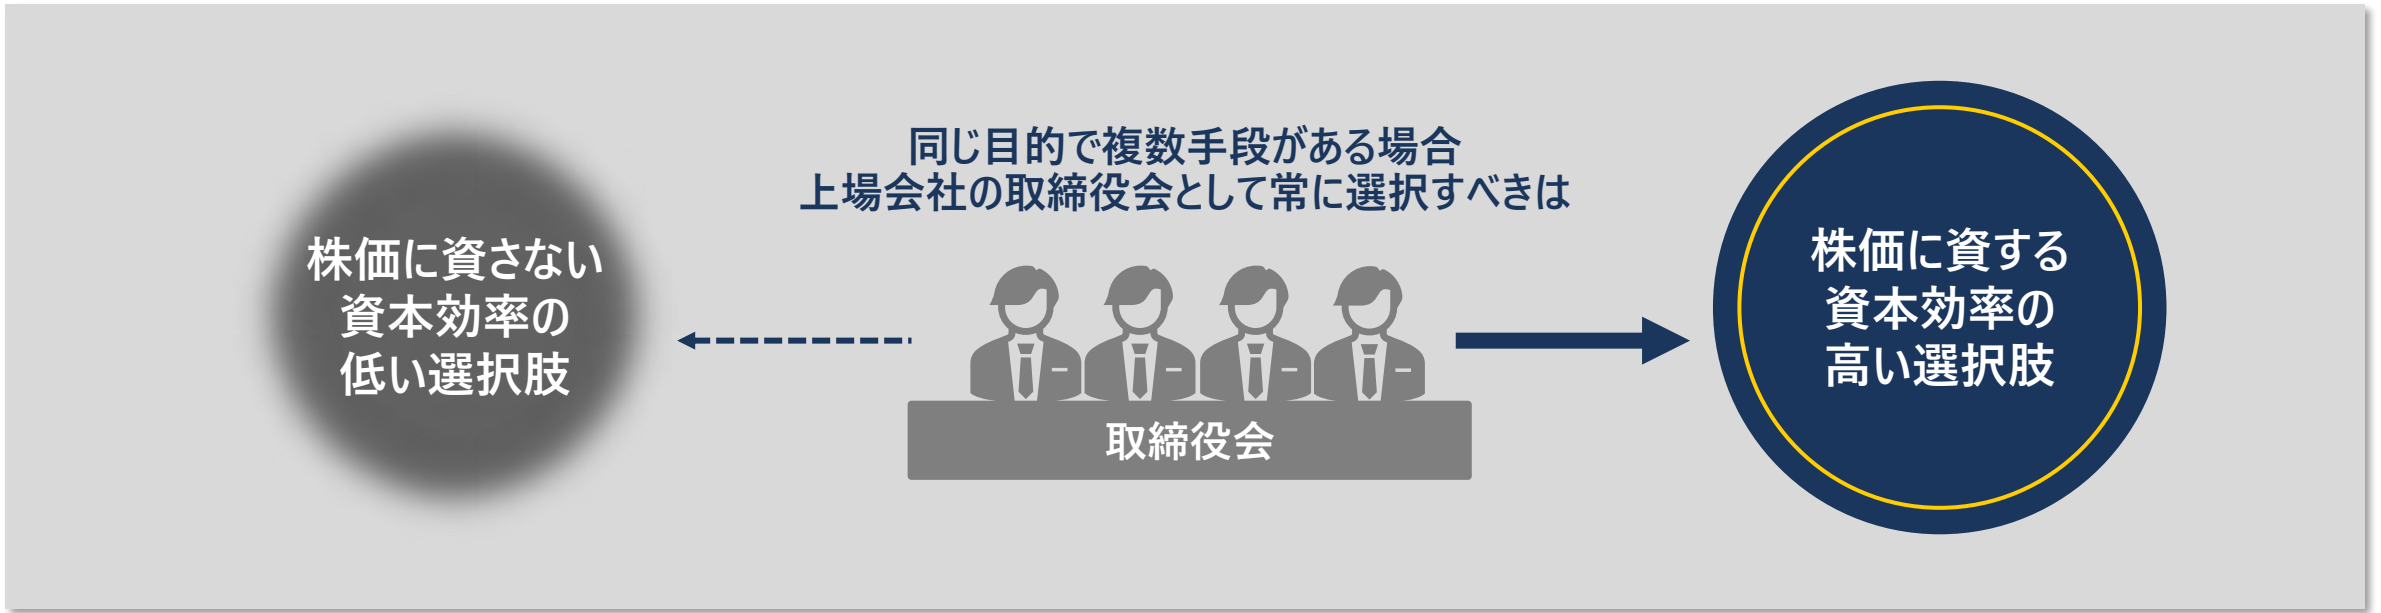 同じ目的で複数手段がある場合
上場会社の取締役会として常に選択すべきは
株価に資さない
資本効率の
低い選択肢
取締役会
株価に資する
資本効率の
高い選択肢